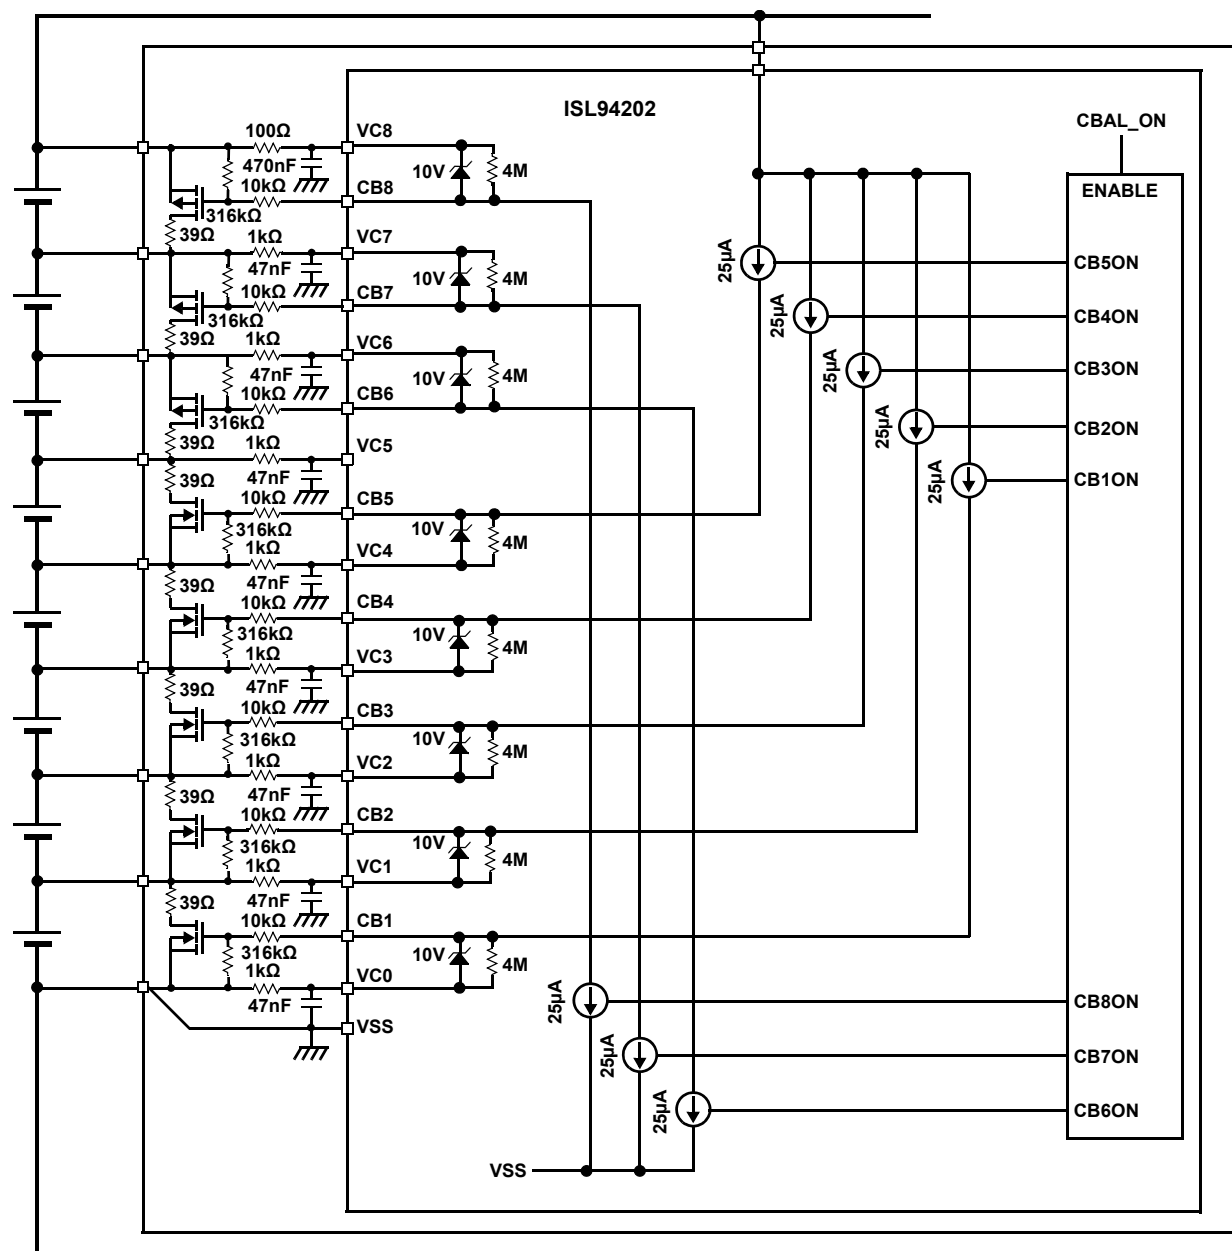 ISL94202
CBAL_ON
ENABLE
100Ω
VC8
470nF
10V
4M
10kΩ
CB8
316kΩ
39Ω
1kΩ
VC7
47nF
10V
4M
10kΩ
CB7
316kΩ
39Ω
1kΩ
VC6
47nF
10V
4M
10kΩ
CB6
316kΩ
39Ω
1kΩ
VC5
39Ω
47nF
10kΩ
CB5
316kΩ
10V
4M
1kΩ
VC4
39Ω
47nF
10kΩ
CB4
316kΩ
10V
4M
1kΩ
VC3
39Ω
47nF
10kΩ
CB3
316kΩ
10V
4M
1kΩ
VC2
39Ω
47nF
10kΩ
CB2
316kΩ
10V
4M
1kΩ
VC1
39Ω
47nF
10kΩ
CB1
316kΩ
10V
4M
1kΩ
VC0
47nF
VSS
25µA
CB5ON
25µA
CB4ON
25µA
CB3ON
25µA
CB2ON
25µA
CB1ON
25µA
CB8ON
25µA
CB7ON
25µA
CB6ON
VSS